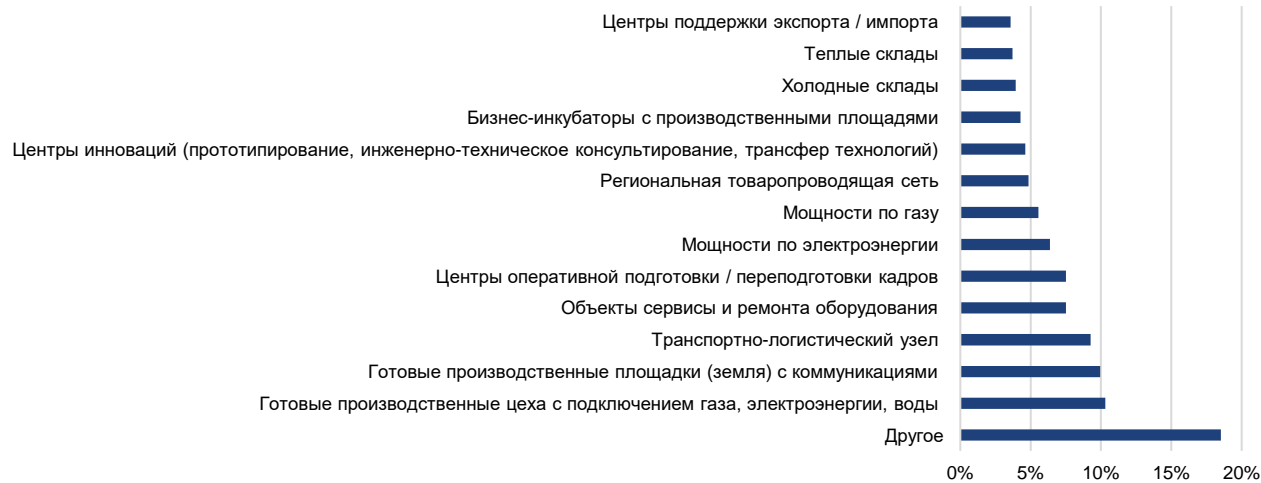 Центры поддержки экспорта / импорта
Теплые склады
Холодные склады
Бизнес-инкубаторы с производственными площадями
Центры инноваций (прототипирование, инженерно-техническое консультирование, трансфер технологий)
Региональная товаропроводящая сеть
Мощности по газу
Мощности по электроэнергии
Центры оперативной подготовки / переподготовки кадров
Объекты сервисы и ремонта оборудования
Транспортно-логистический узел
Готовые производственные площадки (земля) с коммуникациями
Готовые производственные цеха с подключением газа, электроэнергии, воды
Другое
0% 5% 10% 15% 20%